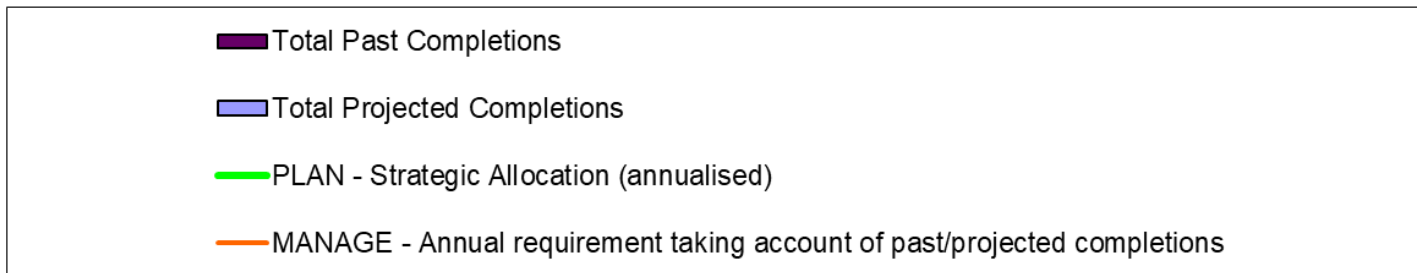 Total Past Completions
Total Projected Completions
PLAN - Strategic Allocation (annualised)
MANAGE - Annual requirement taking account of past/projected completions